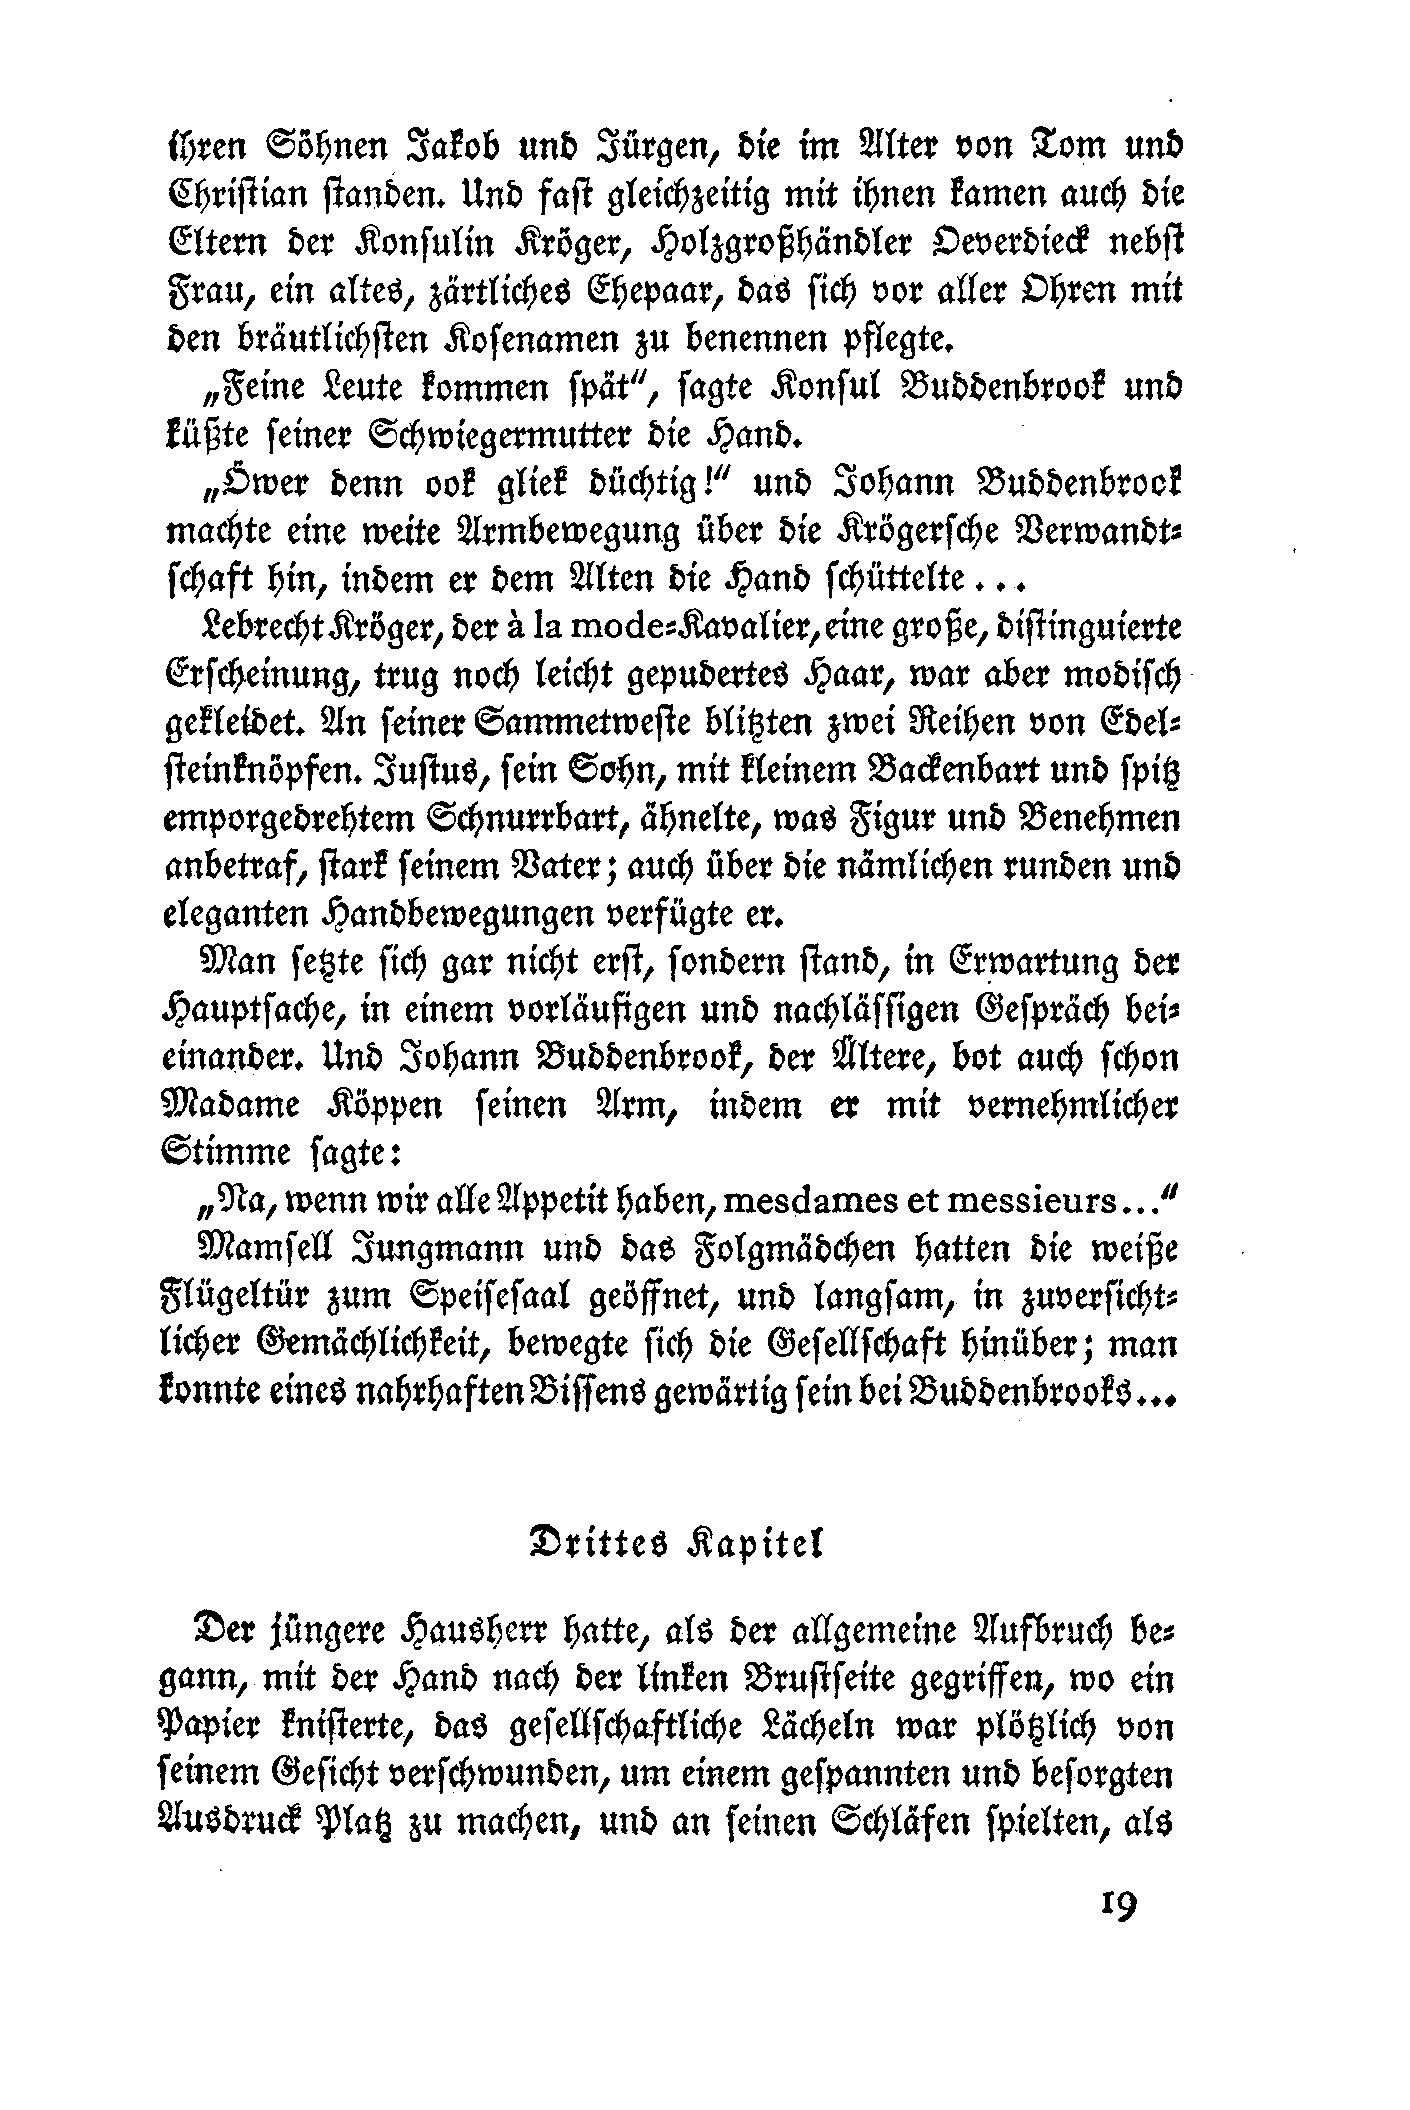 ihren Söhnen Jakob und Jürgen, die im Alter von Tom und
Christian standen. Und fast gleichzeitig mit ihnen kamen auch die
Eltern der Konsulin Kröger, Holzgroßhändler Oeverdieck nebst
Frau, ein altes, zärtliches Ehepaar, das sich vor aller Ohren mit
den bräutlichsten Kosenamen zu benennen pflegte.
„Feine Leute kommen spät“, sagte Konsul Buddenbrook und
küßte seiner Schwiegermutter die Hand.
„Öwer denn ook gliek düchtig!“ und Johann Buddenbrook
machte eine weite Armbewegung über die Krögersche Verwandt-
schaft hin, indem er dem Alten die Hand schüttelte...
Lebrecht Kröger, der à la mode-Kavalier, eine große, distinguierte
Erscheinung, trug noch leicht gepudertes Haar, war aber modisch
gekleidet. An seiner Sammetweste blitzten zwei Reihen von Edel-
steinknöpfen. Justus, sein Sohn, mit kleinem Backenbart und spitz
emporgedrehtem Schnurrbart, ähnelte, was Figur und Benehmen
anbetraf, stark seinem Vater; auch über die nämlichen runden und
eleganten Handbewegungen verfügte er.
Man setzte sich gar nicht erst, sondern stand, in Erwartung der
Hauptsache, in einem vorläufigen und nachlässigen Gespräch bei-
einander. Und Johann Buddenbrook, der Ältere, bot auch schon
Madame Köppen seinen Arm, indem er mit vernehmlicher
Stimme sagte:
„Na, wenn wir alle Appetit haben, mesdames et messieurs...“
Mamsell Jungmann und das Folgmädchen hatten die weiße
Flügeltür zum Speisesaal geöffnet, und langsam, in zuversicht-
licher Gemächlichkeit, bewegte sich die Gesellschaft hinüber; man
konnte eines nahrhaften Bissens gewärtig sein bei Buddenbrooks...
Drittes Kapitel
Der jüngere Hausherr hatte, als der allgemeine Aufbruch be-
gann, mit der Hand nach der linken Brustseite gegriffen, wo ein
Papier knisterte, das gesellschaftliche Lächeln war plötzlich von
seinem Gesicht verschwunden, um einem gespannten und besorgten
Ausdruck Platz zu machen, und an seinen Schläfen spielten, als
19